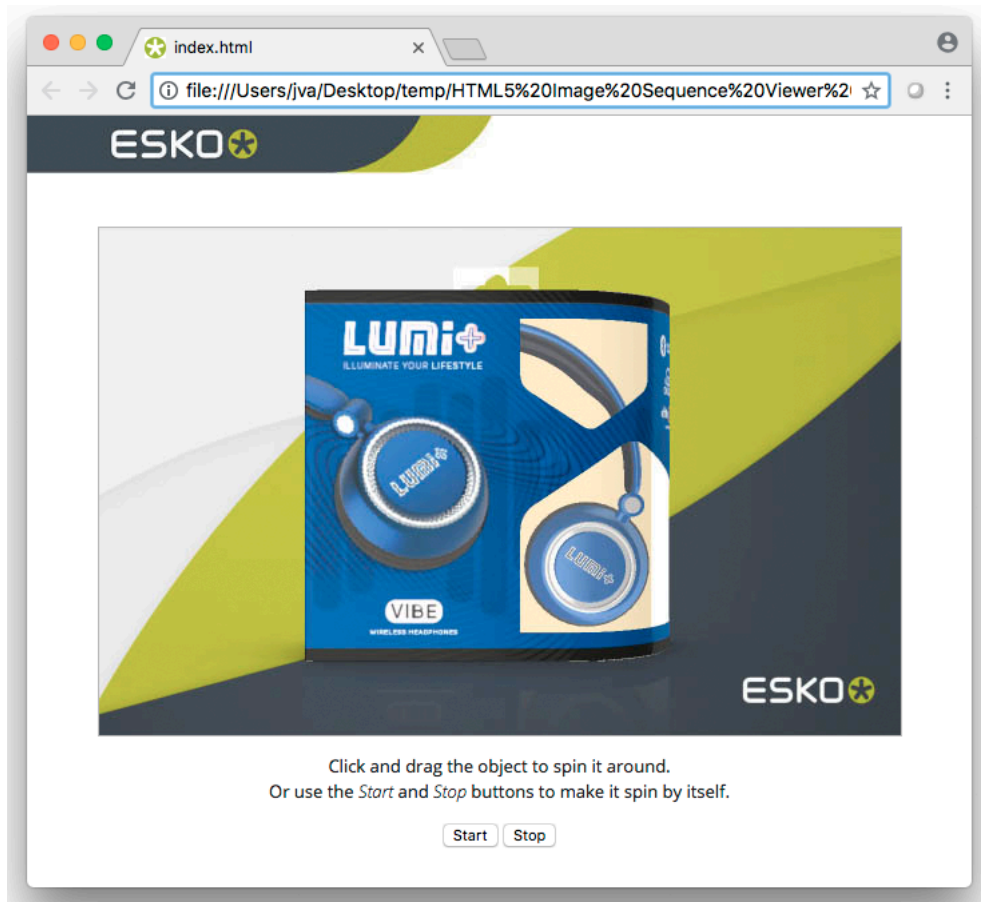 index.html
file:///Users/jva/Desktop/temp/HTML5%20Image%20Sequence%20Viewer%2
ESKO
LUMi+
ILLUMINATE YOUR LIFESTYLE
LUMi+
LUMi+
VIBE
WIRELESS HEADPHONES
ESKO
Click and drag the object to spin it around.
Or use the Start and Stop buttons to make it spin by itself.
Start Stop